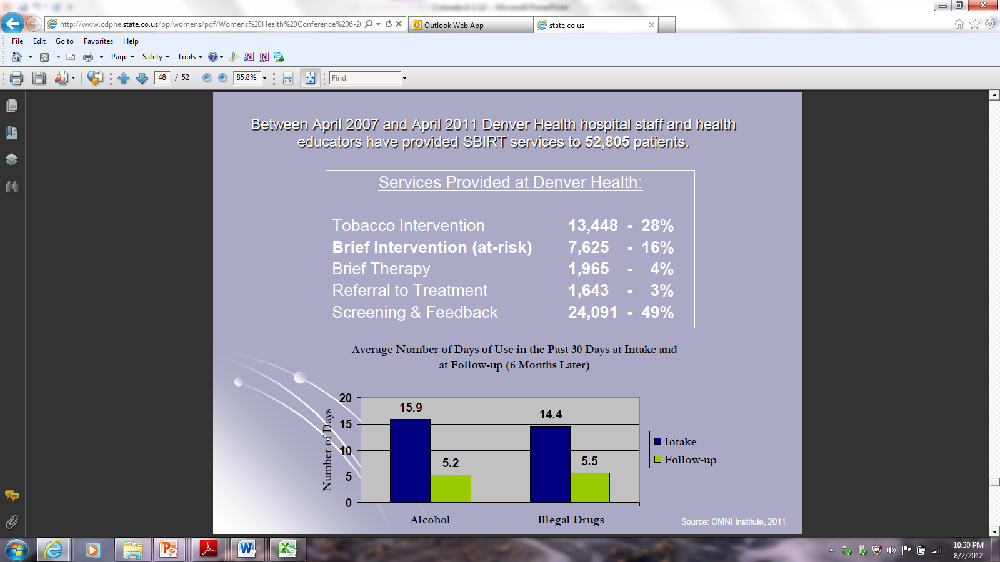 Colorado 8-2-12 - Microsoft PowerPoint
http://www.cdphe.state.co.us/pp/womens/pdf/Womens%20Health%20Conference%206-20
Outlook Web App
state.co.us
File Edit Go to Favorites Help
Page Safety Tools
48 / 52
85.8%
Find
Between April 2007 and April 2011 Denver Health hospital staff and health
educators have provided SBIRT services to 52,805 patients.
Services Provided at Denver Health:
Tobacco Intervention 13,448 - 28%
Brief Intervention (at-risk) 7,625 - 16%
Brief Therapy 1,965 - 4%
Referral to Treatment 1,643 - 3%
Screening & Feedback 24,091 - 49%
Average Number of Days of Use in the Past 30 Days at Intake and
at Follow-up (6 Months Later)
Number of Days
20
15
10
5
0
15.9
5.2
14.4
5.5
Alcohol
Illegal Drugs
Intake
Follow-up
Source: OMNI Institute, 2011.
10:30 PM
8/2/2012